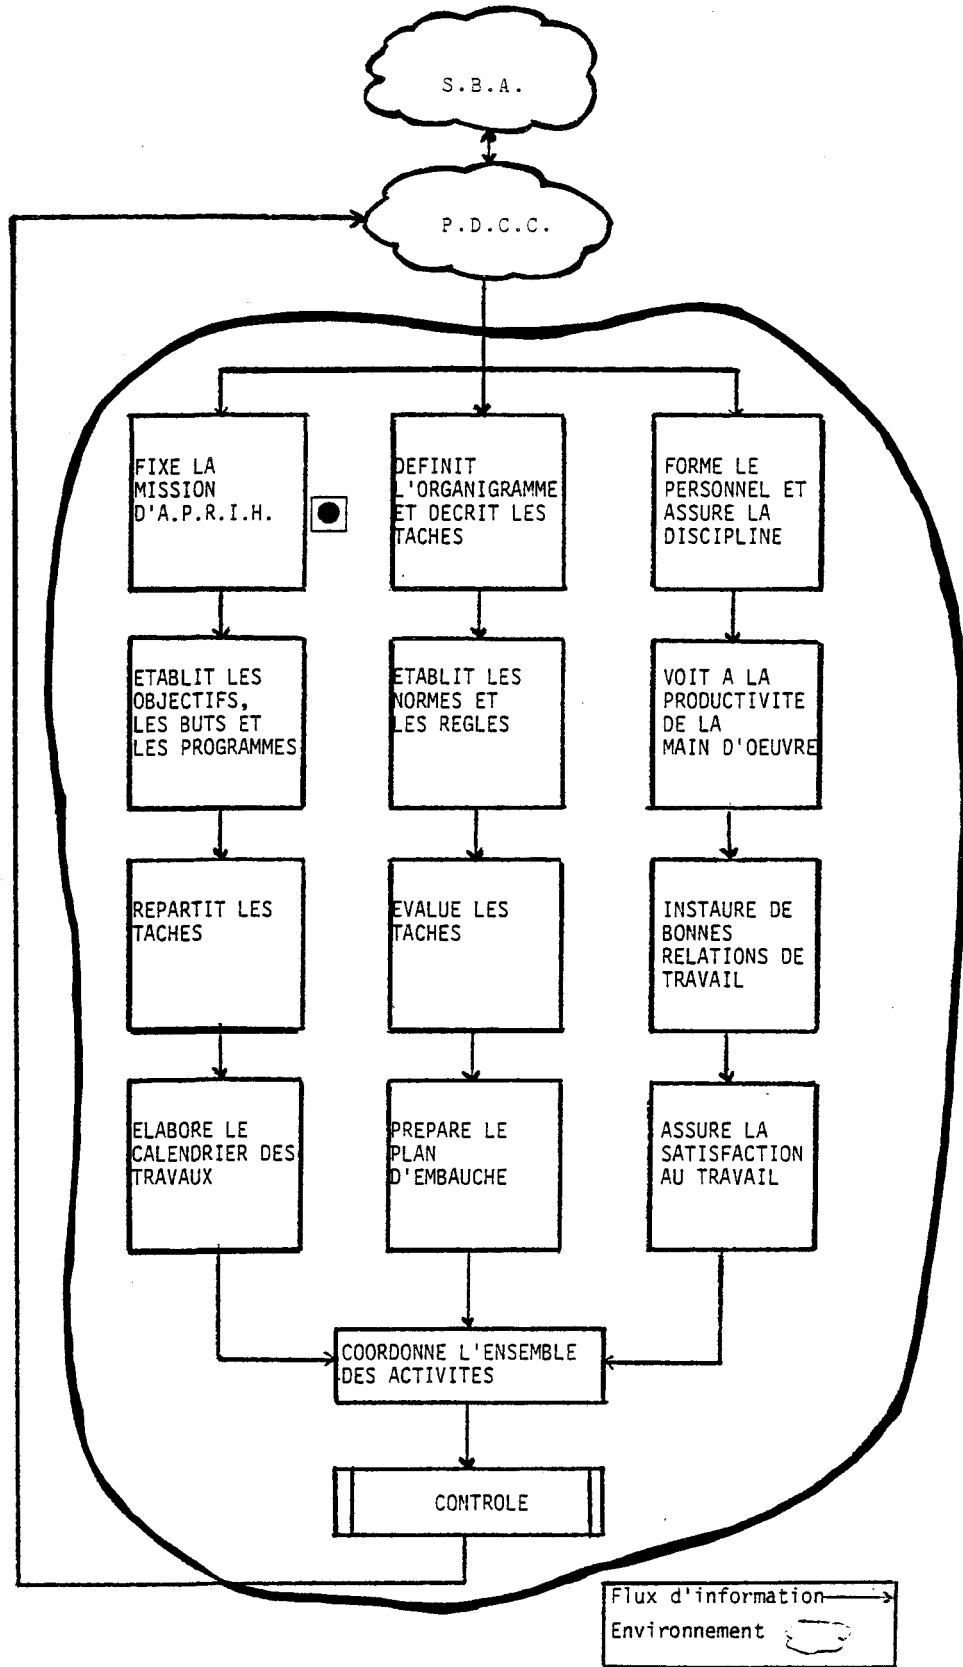 S.B.A.
P.D.C.C.
FIXE LA
MISSION
D'A.P.R.I.H.
DEFINIT
L'ORGANIGRAMME
ET DECRIT LES
TACHES
FORME LE
PERSONNEL ET
ASSURE LA
DISCIPLINE
ETABLIT LES
OBJECTIFS,
LES BUTS ET
LES PROGRAMMES
ETABLIT LES
NORMES ET
LES REGLES
VOIT A LA
PRODUCTIVITE
DE LA
MAIN D'OEUVRE
REPARTIT LES
TACHES
EVALUE LES
TACHES
INSTAURE DE
BONNES
RELATIONS DE
TRAVAIL
ELABORE LE
CALENDRIER DES
TRAVAUX
PREPARE LE
PLAN
D'EMBAUCHE
ASSURE LA
SATISFACTION
AU TRAVAIL
COORDONNE L'ENSEMBLE
DES ACTIVITES
CONTROLE
Flux d'information
Environnement